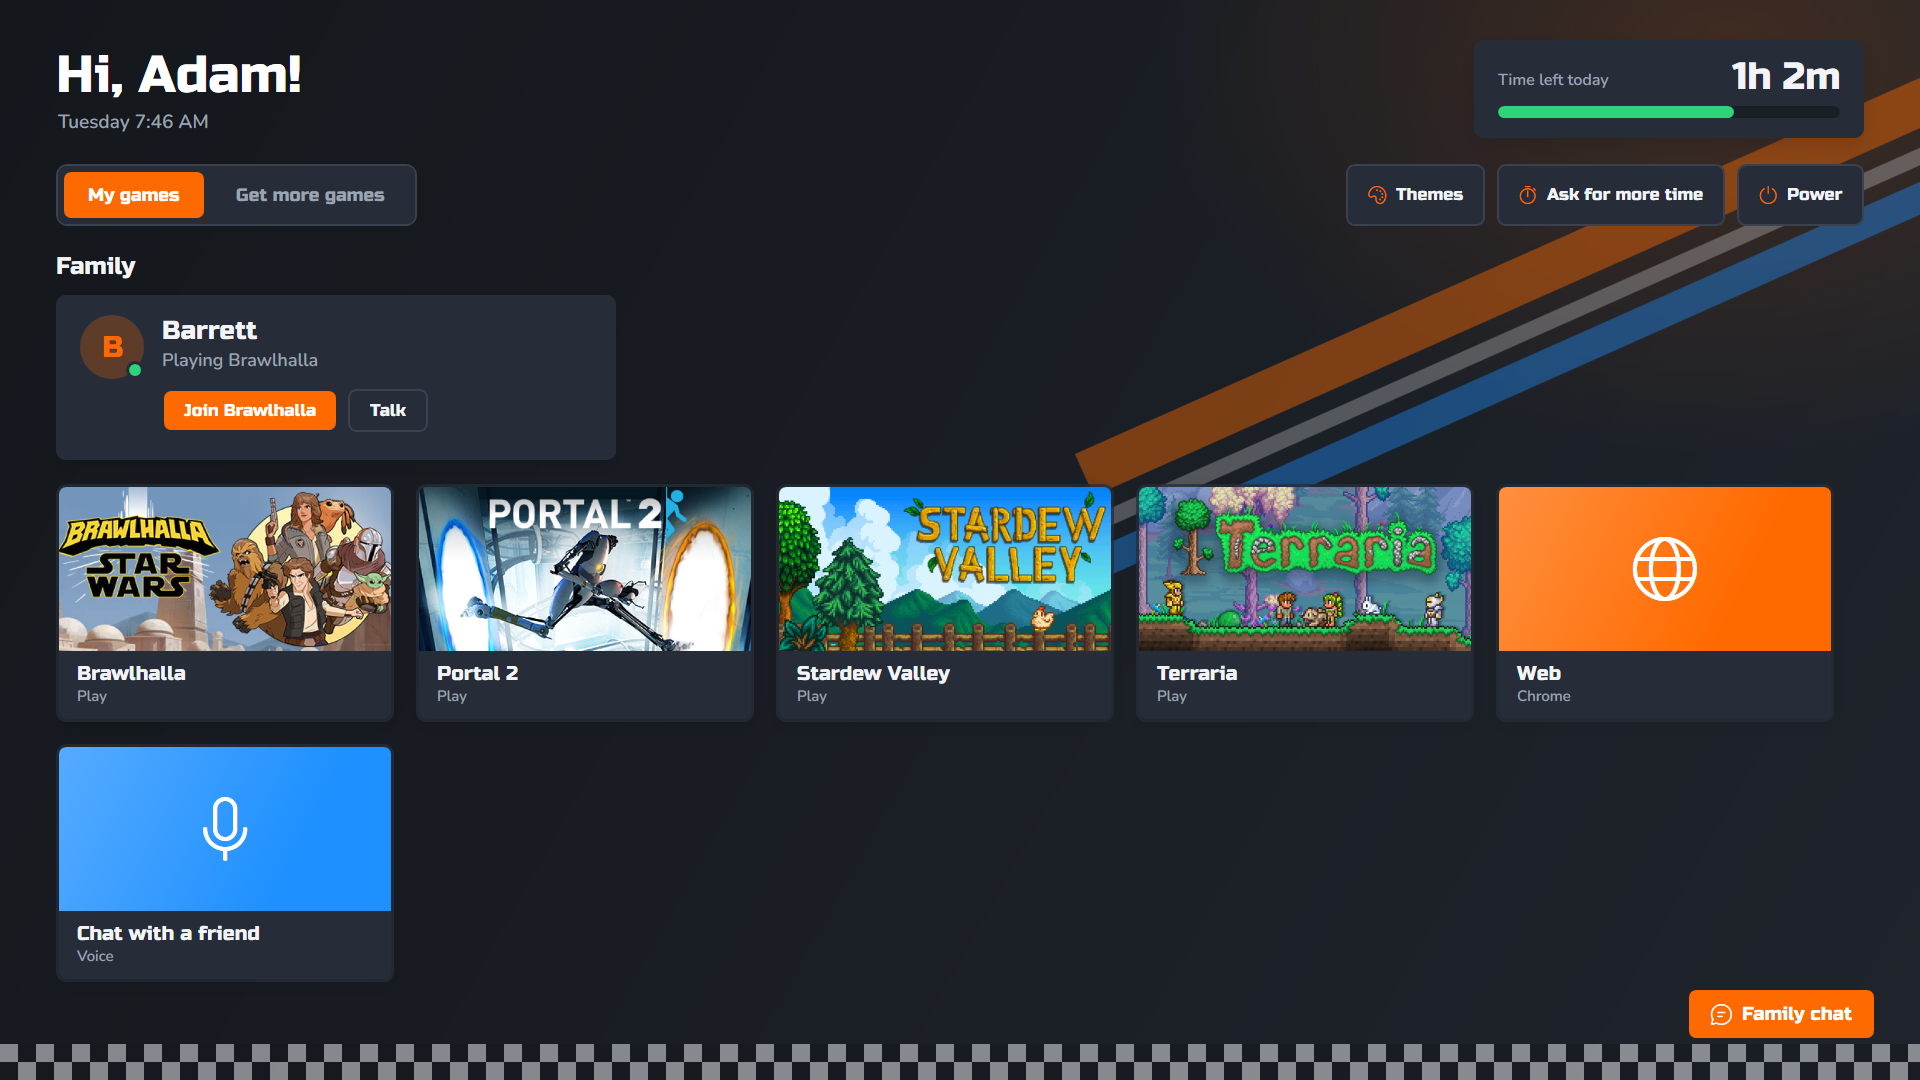 Hi, Adam!
Tuesday 7:46 AM
Time left today
1h 2m
My games
Get more games
Themes
Ask for more time
Power
Family
B
Barrett
Playing Brawlhalla
Join Brawlhalla
Talk
BRAWLHALLA
STAR
WARS
PORTAL 2
STARDEW
VALLEY
Terraria
Brawlhalla
Play
Portal 2
Play
Stardew Valley
Play
Terraria
Play
Web
Chrome
Chat with a friend
Voice
Family chat